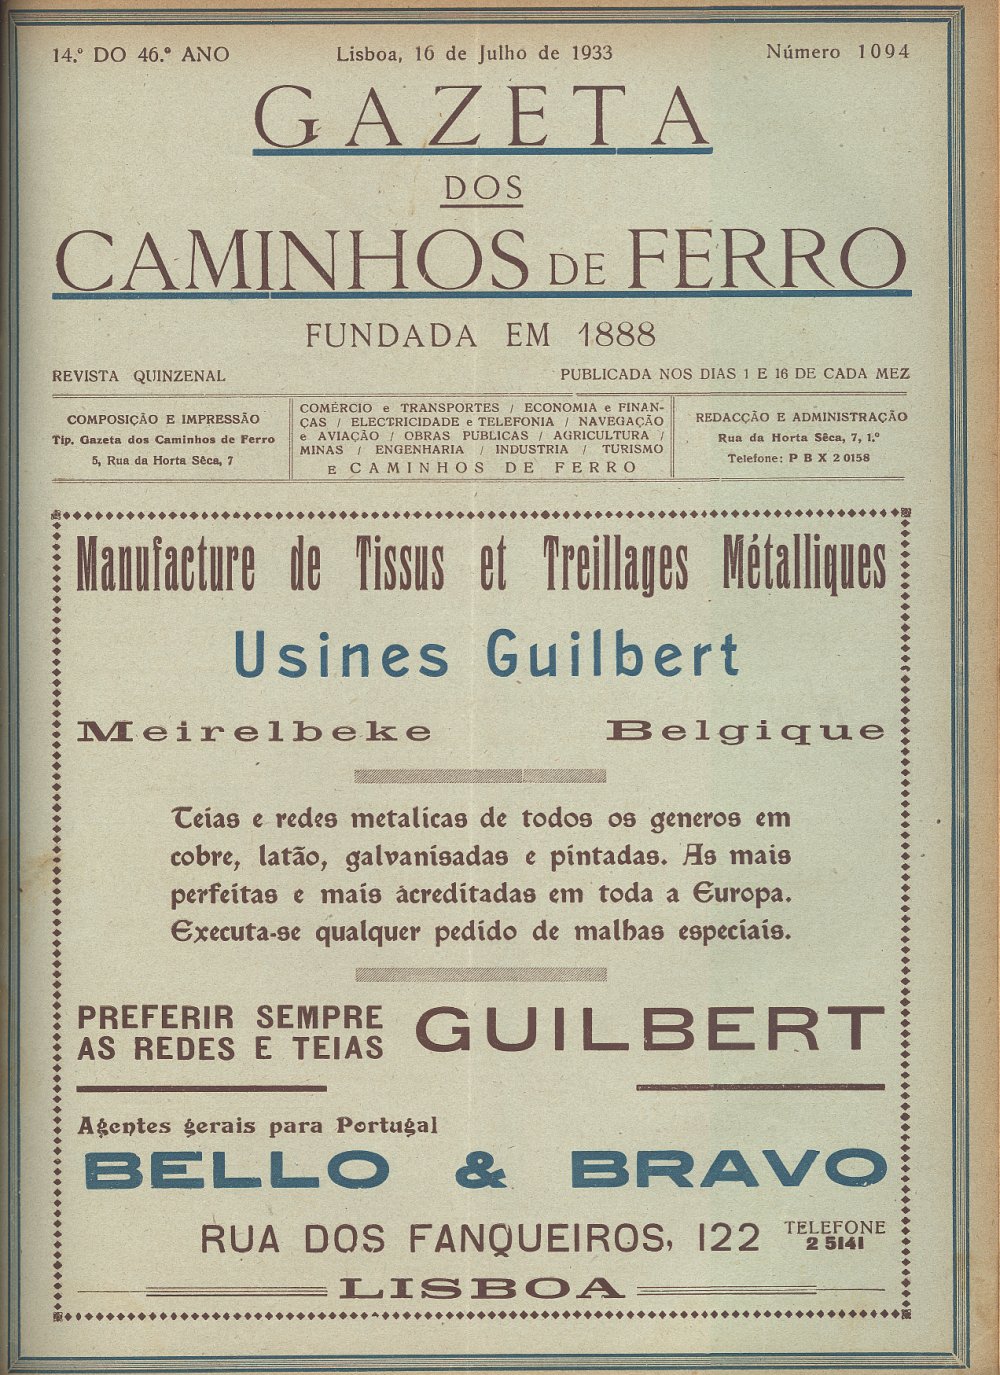 14.º DO 46.º ANO
Lisboa, 16 de Julho de 1933
Número 1094
GAZETA
DOS
CAMINHOS DE FERRO
FUNDADA EM 1888
REVISTA QUINZENAL
PUBLICADA NOS DIAS 1 E 16 DE CADA MEZ
COMPOSIÇÃO E IMPRESSÃO
Tip. Gazeta dos Caminhos de Ferro
5, Rua da Horta Sêca, 7
COMÉRCIO e TRANSPORTES / ECONOMIA e FINAN-
ÇAS / ELECTRICIDADE e TELEFONIA / NAVEGAÇÃO
e AVIAÇÃO / OBRAS PUBLICAS / AGRICULTURA /
MINAS / ENGENHARIA / INDUSTRIA / TURISMO
E CAMINHOS DE FERRO
REDACÇÃO E ADMINISTRAÇÃO
Rua da Horta Sêca, 7, 1.º
Telefone: P B X 2 0158
Manufacture de Tissus et Treillages Métalliques
Usines Guilbert
Meirelbeke Belgique
Teias e redes metalicas de todos os generos em
cobre, latão, galvanisadas e pintadas. As mais
perfeitas e mais àcreditadas em toda a Europa.
Executa-se qualquer pedido de malhas especiais.
PREFERIR SEMPRE
AS REDES E TEIAS
GUILBERT
Agentes gerais para Portugal
BELLO & BRAVO
RUA DOS FANQUEIROS, 122
TELEFONE
2 5141
LISBOA